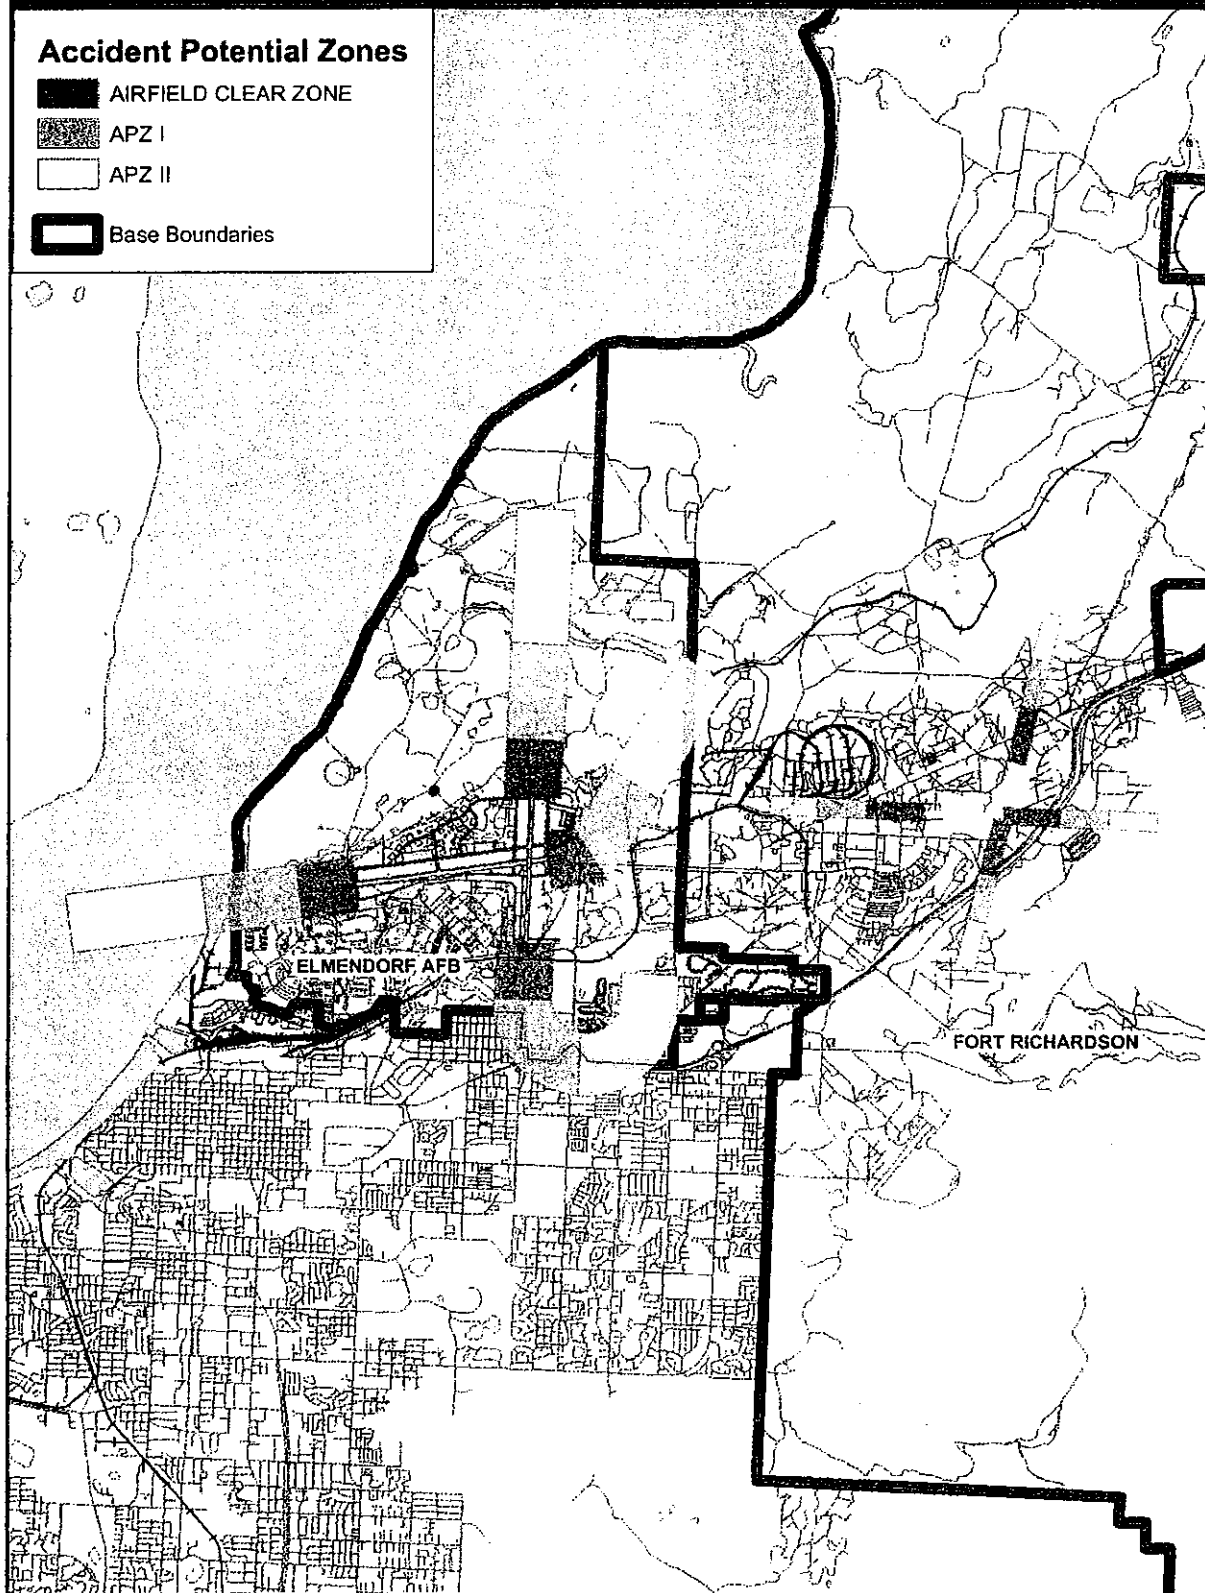 Accident Potential Zones
AIRFIELD CLEAR ZONE
APZ I
APZ II
Base Boundaries
ELMENDORF AFB
FORT RICHARDSON